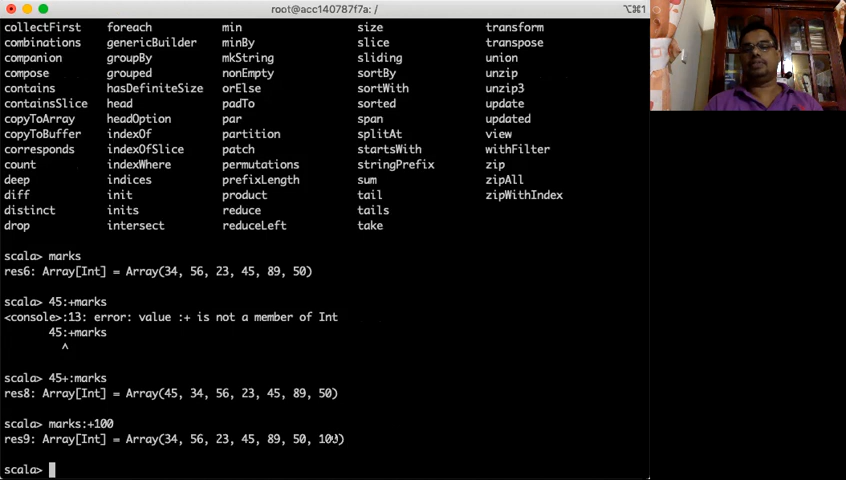 root@acc140787f7a: /
⌥⌘1
collectFirst foreach min size transform
combinations genericBuilder minBy slice transpose
companion groupBy mkString sliding union
compose grouped nonEmpty sortBy unzip
contains hasDefiniteSize orElse sortWith unzip3
containsSlice head padTo sorted update
copyToArray headOption par span updated
copyToBuffer indexOf partition splitAt view
corresponds indexOfSlice patch startsWith withFilter
count indexWhere permutations stringPrefix zip
deep indices prefixLength sum zipAll
diff init product tail zipWithIndex
distinct inits reduce tails
drop intersect reduceLeft take
scala> marks
res6: Array[Int] = Array(34, 56, 23, 45, 89, 50)
scala> 45:+marks
<console>:13: error: value :+ is not a member of Int
45:+marks
^
scala> 45+:marks
res8: Array[Int] = Array(45, 34, 56, 23, 45, 89, 50)
scala> marks:+100
res9: Array[Int] = Array(34, 56, 23, 45, 89, 50, 100)
scala>